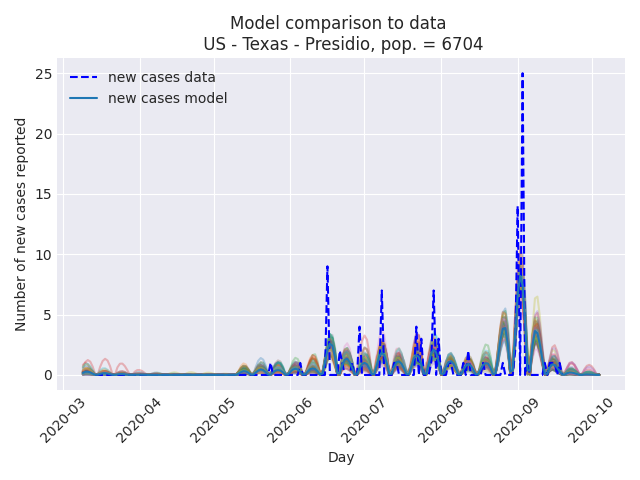 Model comparison to data
US - Texas - Presidio, pop. = 6704
new cases data
new cases model
Number of new cases reported
25
20
15
10
5
0
2020-03
2020-04
2020-05
2020-06
2020-07
2020-08
2020-09
2020-10
Day